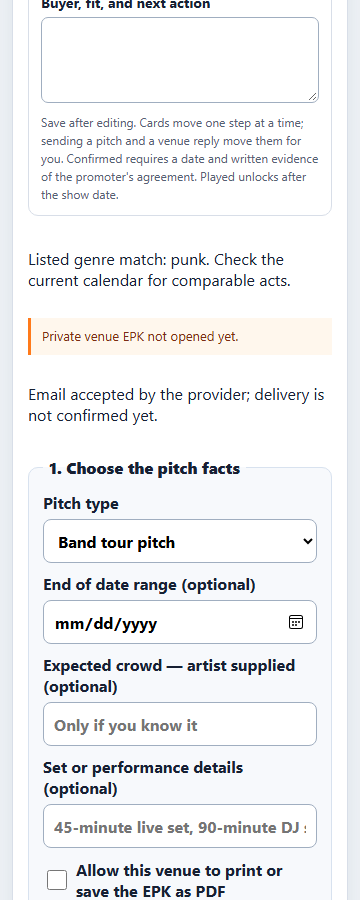 Buyer, fit, and next action
Save after editing. Cards move one step at a time;
sending a pitch and a venue reply move them for
you. Confirmed requires a date and written evidence
of the promoter's agreement. Played unlocks after
the show date.
Listed genre match: punk. Check the
current calendar for comparable acts.
Private venue EPK not opened yet.
Email accepted by the provider; delivery is
not confirmed yet.
1. Choose the pitch facts
Pitch type
Band tour pitch
End of date range (optional)
mm/dd/yyyy
Expected crowd — artist supplied
(optional)
Only if you know it
Set or performance details
(optional)
45-minute live set, 90-minute DJ
Allow this venue to print or
save the EPK as PDF